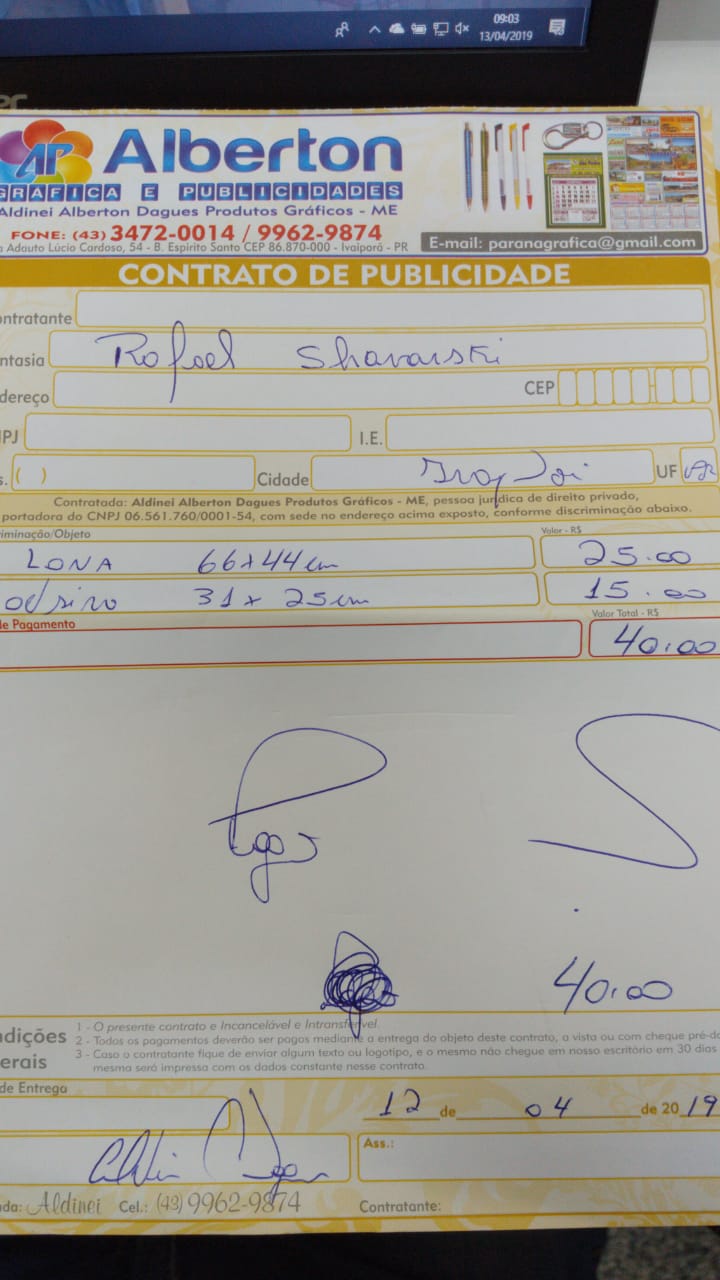 09:03
13/04/2019
AP Alberton
GRÁFICA E PUBLICIDADES
Aldinei Alberton Dagues Produtos Gráficos - ME
FONE: (43) 3472-0014 / 9962-9874
a Adauto Lúcio Cardoso, 54 - B. Espirito Santo CEP 86.870-000 - Ivaiporã - PR
E-mail: paranagrafica@gmail.com
CONTRATO DE PUBLICIDADE
ontratante
ntasia Rafael
dereço CEP
PJ I.E.
s. ( ) Cidade UF
Contratada: Aldinei Alberton Dagues Produtos Gráficos - ME, pessoa jurídica de direito privado,
portadora do CNPJ 06.561.760/0001-54, com sede no endereço acima exposto, conforme discriminação abaixo.
riminação/Objeto Valor - R$
LONA 66x44cm 25.00
31x25cm 15.00
de Pagamento Valor Total - R$
40.00
40.00
ndições
erais
1 - O presente contrato e Incancelável e Intransferível.
2 - Todos os pagamentos deverão ser pagos mediante a entrega do objeto deste contrato, a vista ou com cheque pré-da
3 - Caso o contratante fique de enviar algum texto ou logotipo, e o mesmo não chegue em nosso escritório em 30 dias
mesma será impressa com os dados constante nesse contrato.
de Entrega
12 de 04 de 2019
Ass.:
nda: Aldinei Cel.: (43) 9962-9874 Contratante: